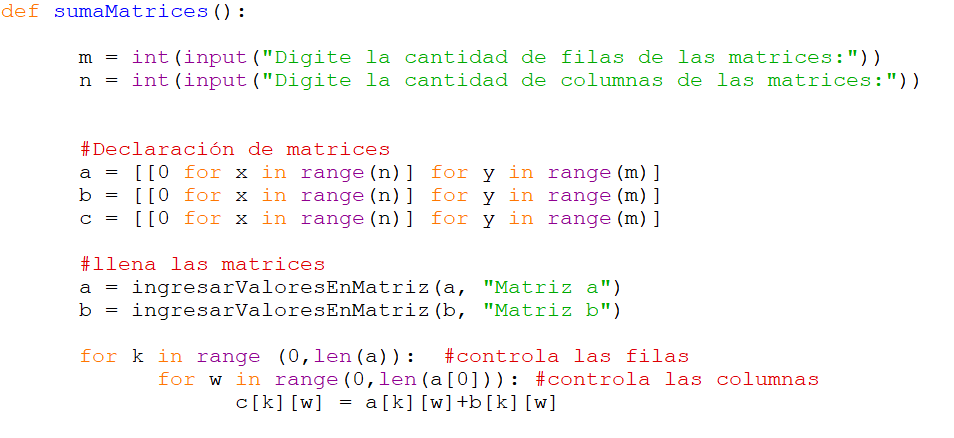 def sumaMatrices():
m = int(input("Digite la cantidad de filas de las matrices:"))
n = int(input("Digite la cantidad de columnas de las matrices:"))
#Declaración de matrices
a = [[0 for x in range(n)] for y in range(m)]
b = [[0 for x in range(n)] for y in range(m)]
c = [[0 for x in range(n)] for y in range(m)]
#llena las matrices
a = ingresarValoresEnMatriz(a, "Matriz a")
b = ingresarValoresEnMatriz(b, "Matriz b")
for k in range (0,len(a)):  #controla las filas
for w in range(0,len(a[0])): #controla las columnas
c[k][w] = a[k][w]+b[k][w]